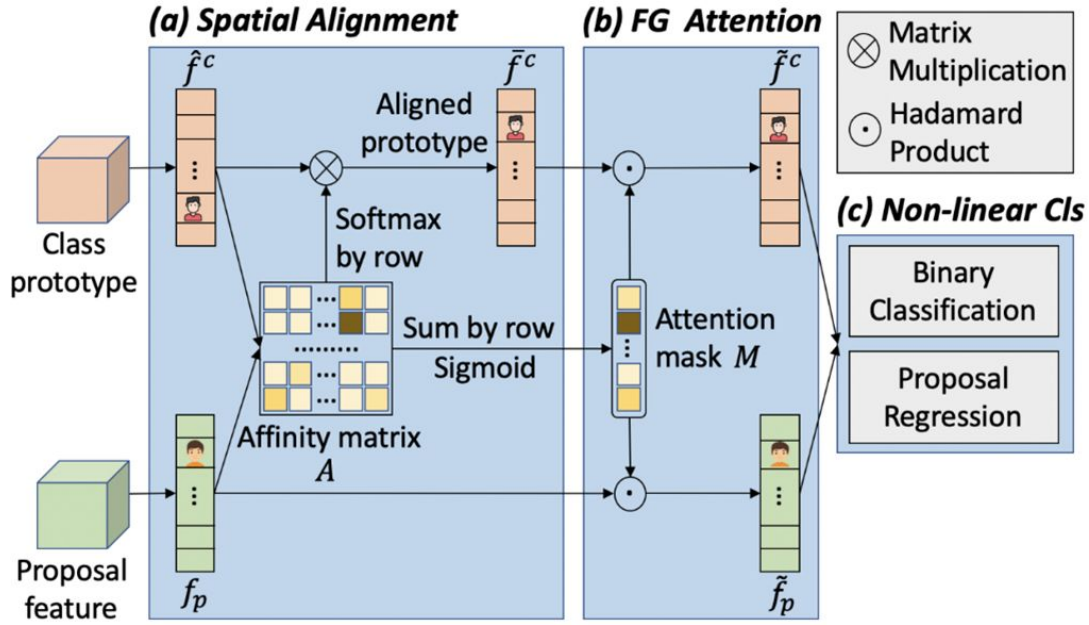 (a) Spatial Alignment
(b) FG Attention
f̂^c
f̄^c
f̃^c
Matrix
Multiplication
Hadamard
Product
Aligned
prototype
Class
prototype
Softmax
by row
Sum by row
Sigmoid
Attention
mask M
(c) Non-linear Cls
Binary
Classification
Proposal
Regression
Affinity matrix
A
Proposal
feature
f_p
f̃_p